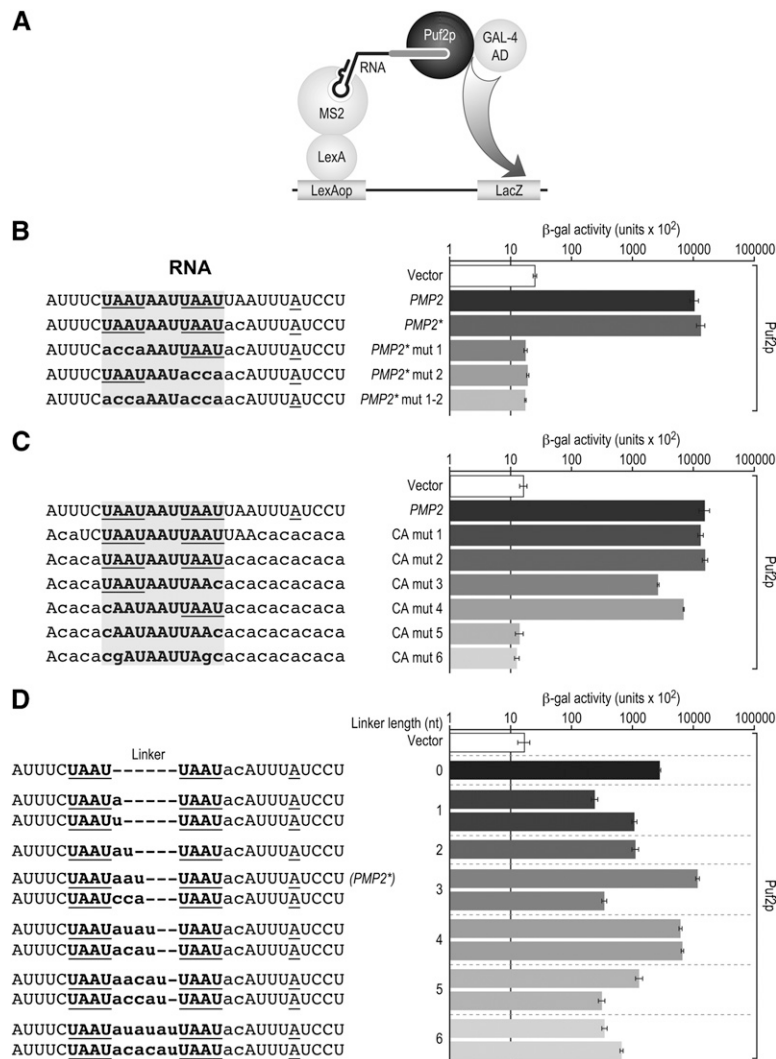 A
Puf2p
GAL-4
AD
RNA
MS2
LexA
LexAop
LacZ
B
RNA
β-gal activity (units x 10²)
1 10 100 1000 10000 100000
Vector
AUUUCUAAUAAUUAAUUAAUUUAUCCU PMP2
AUUUCUAAUAAUUAAUacAUUUAUCCU PMP2*
AUUUCaccaAAUUAAUacAUUUAUCCU PMP2* mut 1
AUUUCUAAUAAUaccaacAUUUAUCCU PMP2* mut 2
AUUUCaccaAAUaccaacAUUUAUCCU PMP2* mut 1-2
Puf2p
C
β-gal activity (units x 10²)
1 10 100 1000 10000 100000
Vector
AUUUCUAAUAAUUAAUUAAUUUAUCCU PMP2
AcaUCUAAUAAUUAAUUAAcacacaca CA mut 1
AcacaUAAUAAUUAAUacacacacaca CA mut 2
AcacaUAAUAAUUAAcacacacacaca CA mut 3
AcacacAAUAAUUAAUacacacacaca CA mut 4
AcacacAAUAAUUAAcacacacacaca CA mut 5
AcacacgAUAAUUAgcacacacacaca CA mut 6
Puf2p
D
β-gal activity (units x 10²)
Linker length (nt) 1 10 100 1000 10000 100000
Vector
Linker
AUUUCUAAU------UAAUacAUUUAUCCU 0
AUUUCUAAUa-----UAAUacAUUUAUCCU
1
AUUUCUAAUu-----UAAUacAUUUAUCCU
AUUUCUAAUau----UAAUacAUUUAUCCU 2
AUUUCUAAUaau---UAAUacAUUUAUCCU (PMP2*)
3
AUUUCUAAUcca---UAAUacAUUUAUCCU
AUUUCUAAUauau--UAAUacAUUUAUCCU
4
AUUUCUAAUacau--UAAUacAUUUAUCCU
AUUUCUAAUaacau-UAAUacAUUUAUCCU
5
AUUUCUAAUaccau-UAAUacAUUUAUCCU
AUUUCUAAUauauauUAAUacAUUUAUCCU
6
AUUUCUAAUacacauUAAUacAUUUAUCCU
Puf2p